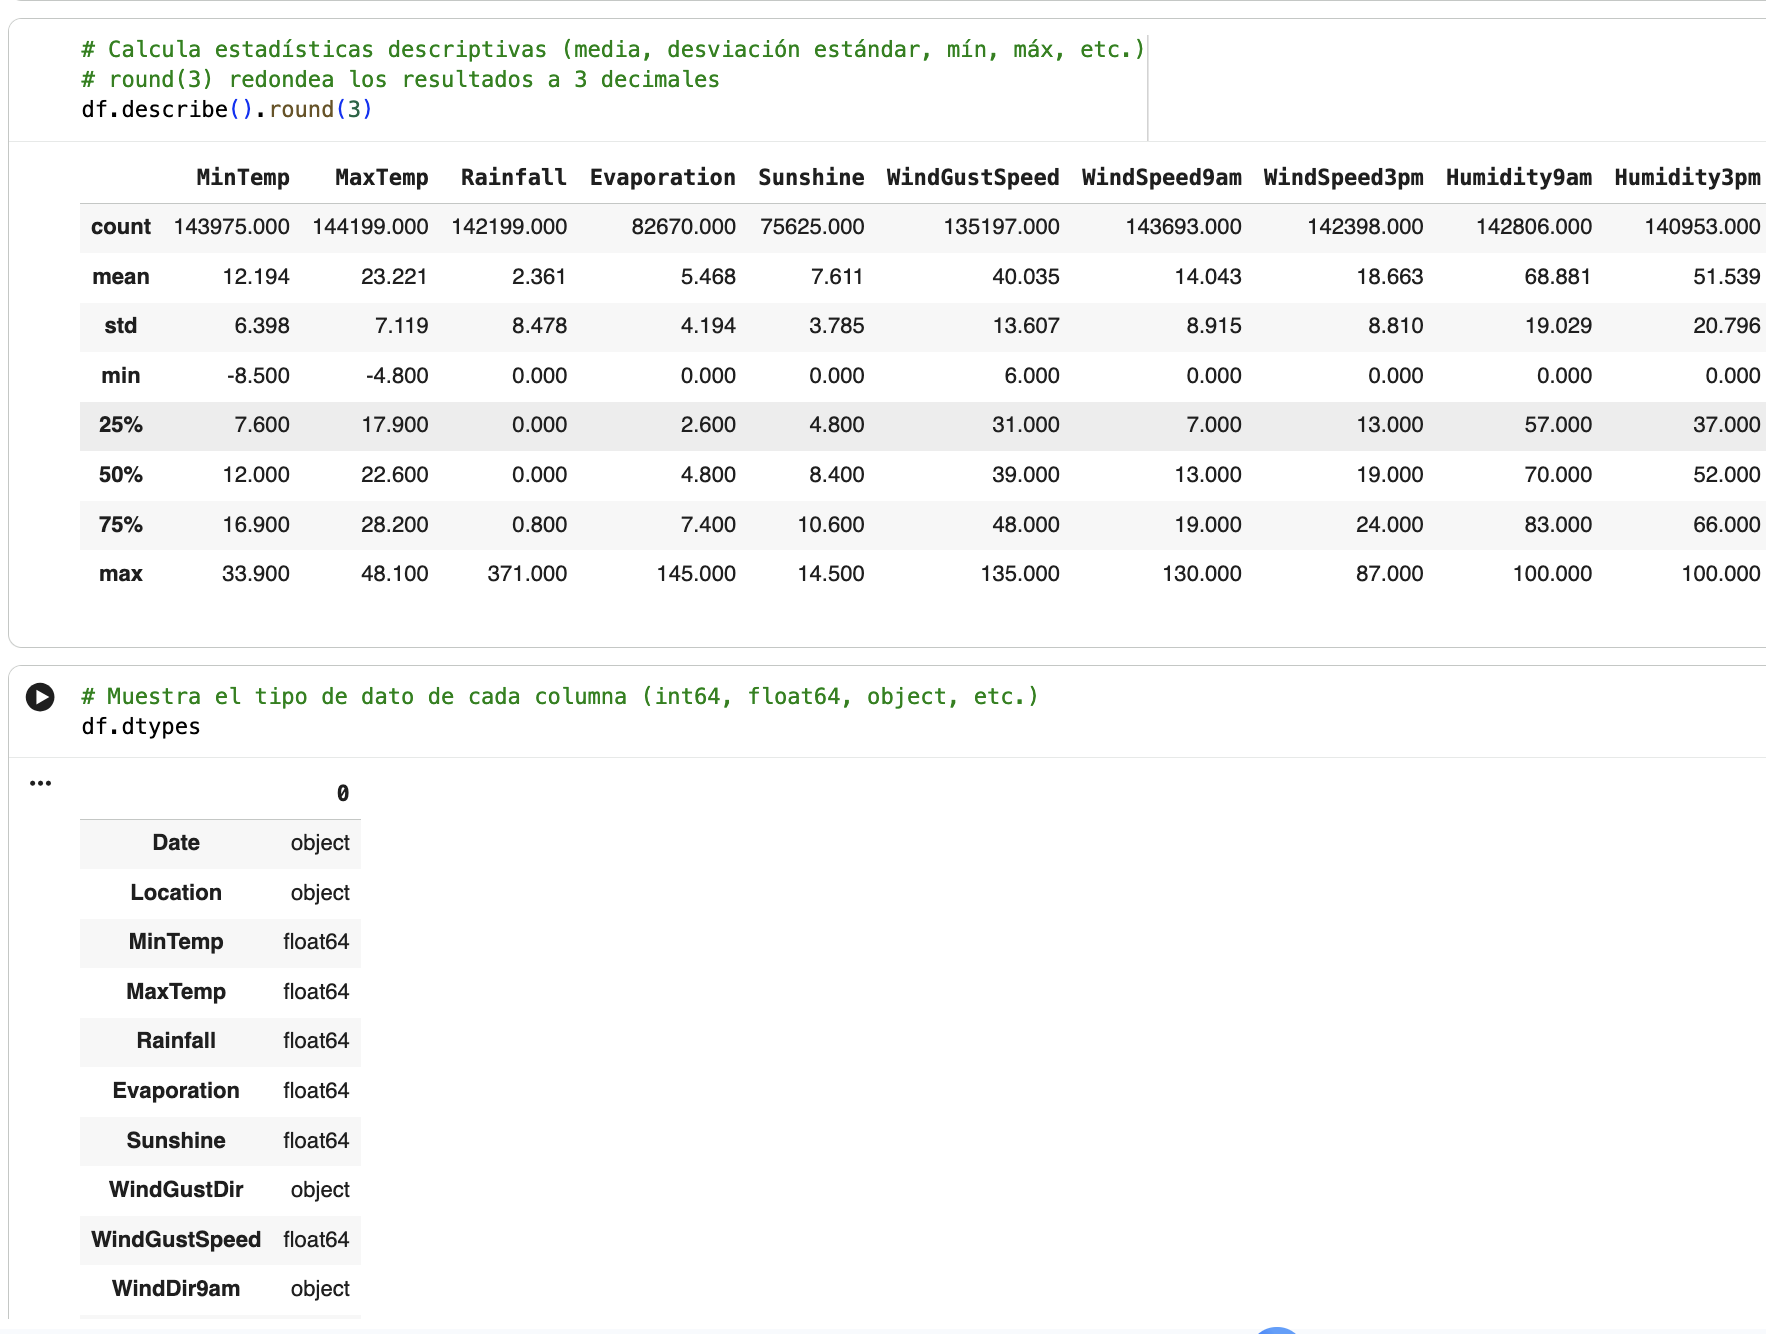 # Calcula estadísticas descriptivas (media, desviación estándar, mín, máx, etc.)
# round(3) redondea los resultados a 3 decimales
df.describe().round(3)
MinTemp MaxTemp Rainfall Evaporation Sunshine WindGustSpeed WindSpeed9am WindSpeed3pm Humidity9am Humidity3pm
count 143975.000 144199.000 142199.000 82670.000 75625.000 135197.000 143693.000 142398.000 142806.000 140953.000
mean 12.194 23.221 2.361 5.468 7.611 40.035 14.043 18.663 68.881 51.539
std 6.398 7.119 8.478 4.194 3.785 13.607 8.915 8.810 19.029 20.796
min -8.500 -4.800 0.000 0.000 0.000 6.000 0.000 0.000 0.000 0.000
25% 7.600 17.900 0.000 2.600 4.800 31.000 7.000 13.000 57.000 37.000
50% 12.000 22.600 0.000 4.800 8.400 39.000 13.000 19.000 70.000 52.000
75% 16.900 28.200 0.800 7.400 10.600 48.000 19.000 24.000 83.000 66.000
max 33.900 48.100 371.000 145.000 14.500 135.000 130.000 87.000 100.000 100.000
# Muestra el tipo de dato de cada columna (int64, float64, object, etc.)
df.dtypes
0
Date object
Location object
MinTemp float64
MaxTemp float64
Rainfall float64
Evaporation float64
Sunshine float64
WindGustDir object
WindGustSpeed float64
WindDir9am object